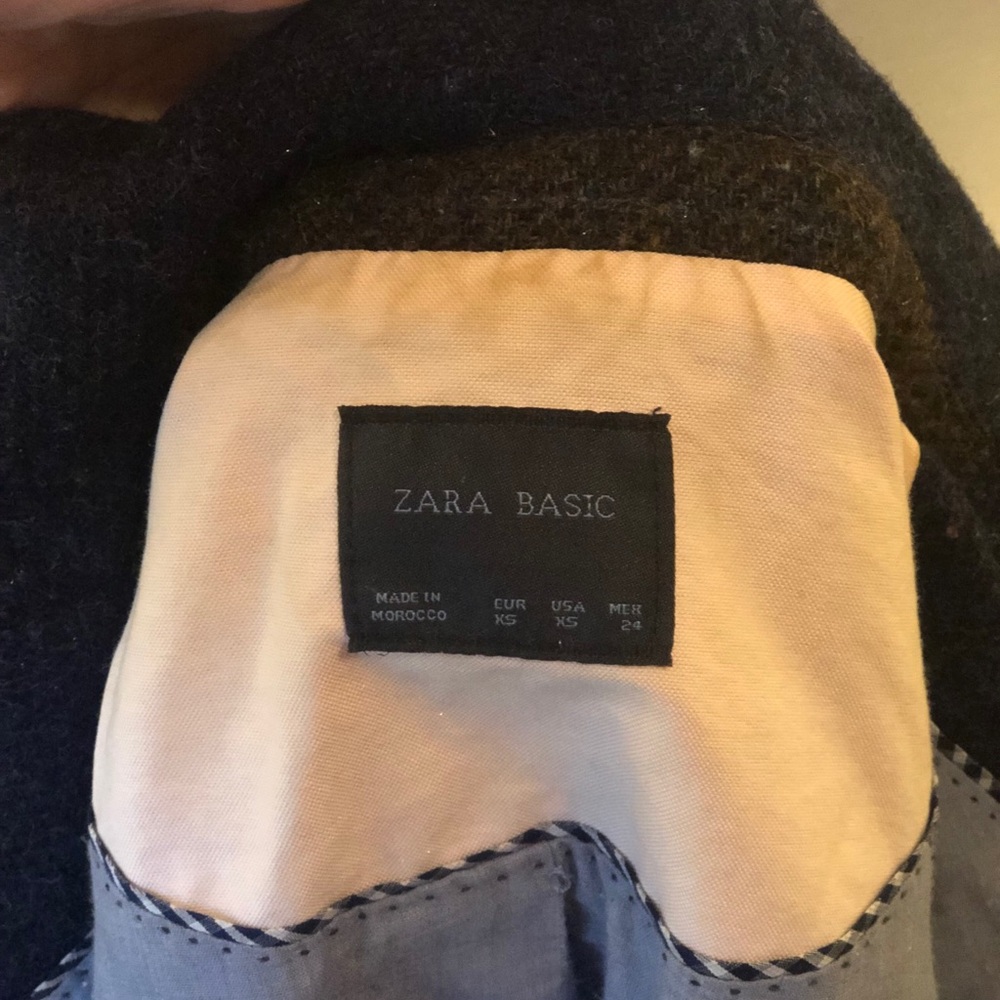 ZARA BASIC
MADE IN
MOROCCO
EUR
XS
USA
XS
MEX
24